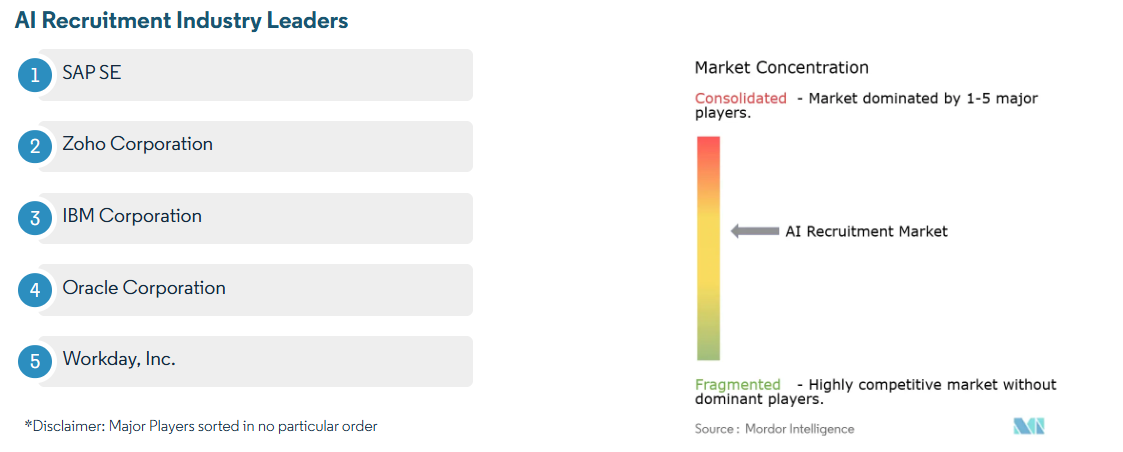 AI Recruitment Industry Leaders
1 SAP SE
2 Zoho Corporation
3 IBM Corporation
4 Oracle Corporation
5 Workday, Inc.
*Disclaimer: Major Players sorted in no particular order
Market Concentration
Consolidated - Market dominated by 1-5 major
players.
AI Recruitment Market
Fragmented - Highly competitive market without
dominant players.
Source : Mordor Intelligence